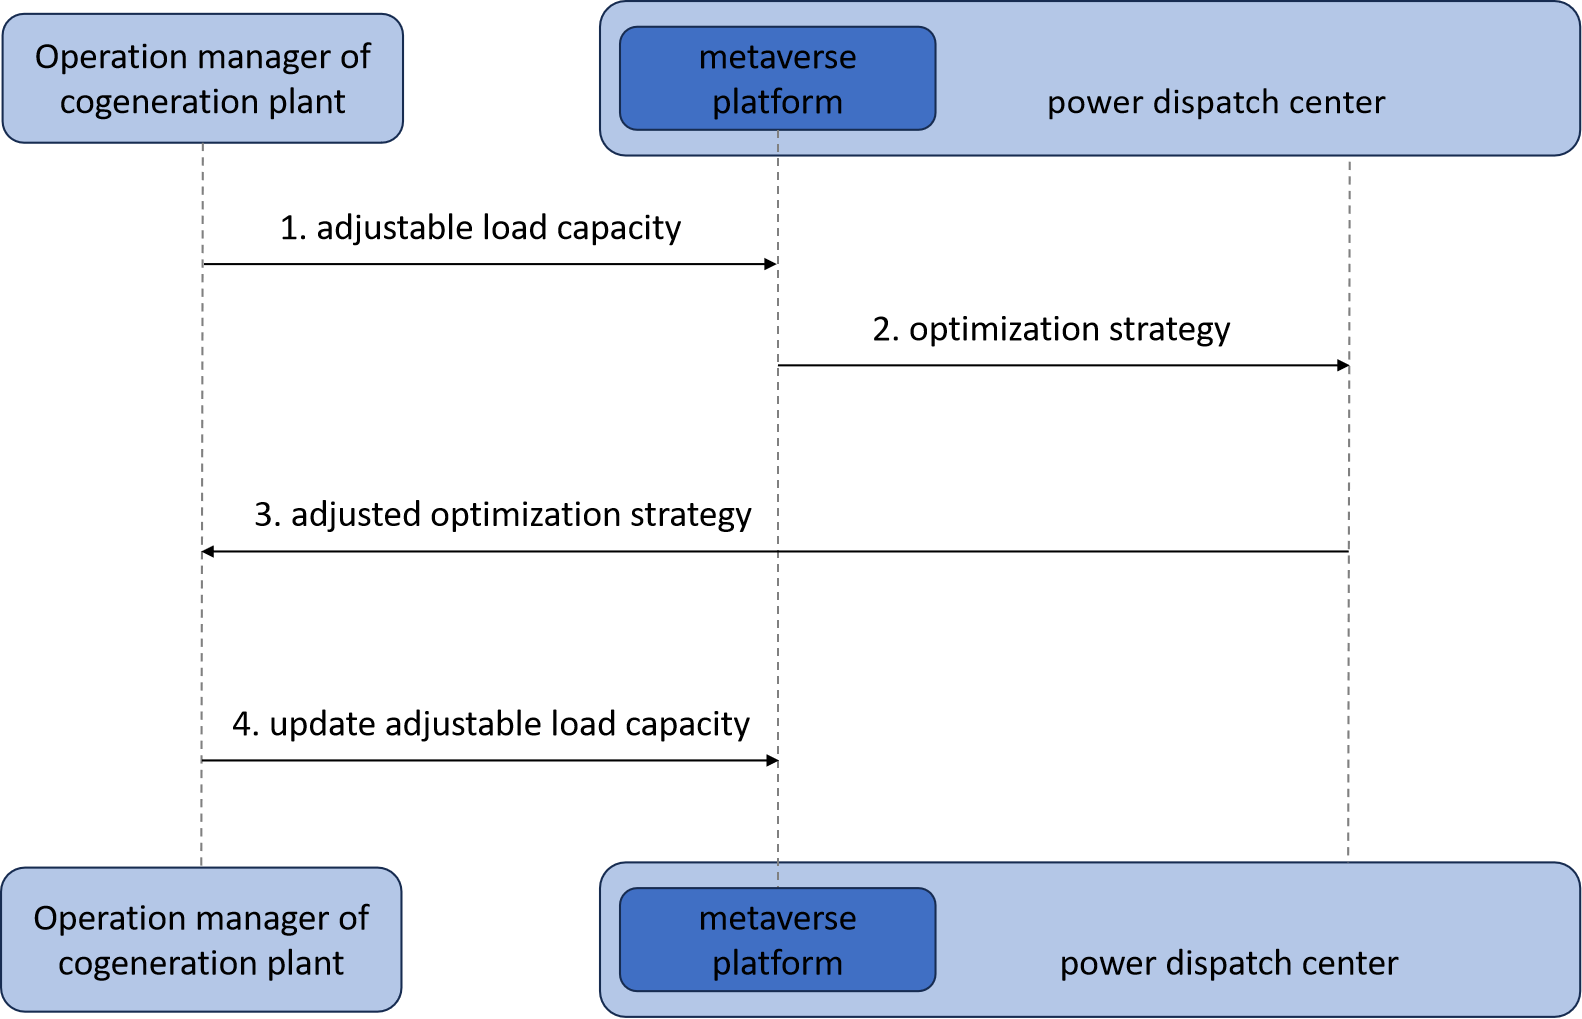 Operation manager of
cogeneration plant
metaverse
platform
power dispatch center
1. adjustable load capacity
2. optimization strategy
3. adjusted optimization strategy
4. update adjustable load capacity
Operation manager of
cogeneration plant
metaverse
platform
power dispatch center